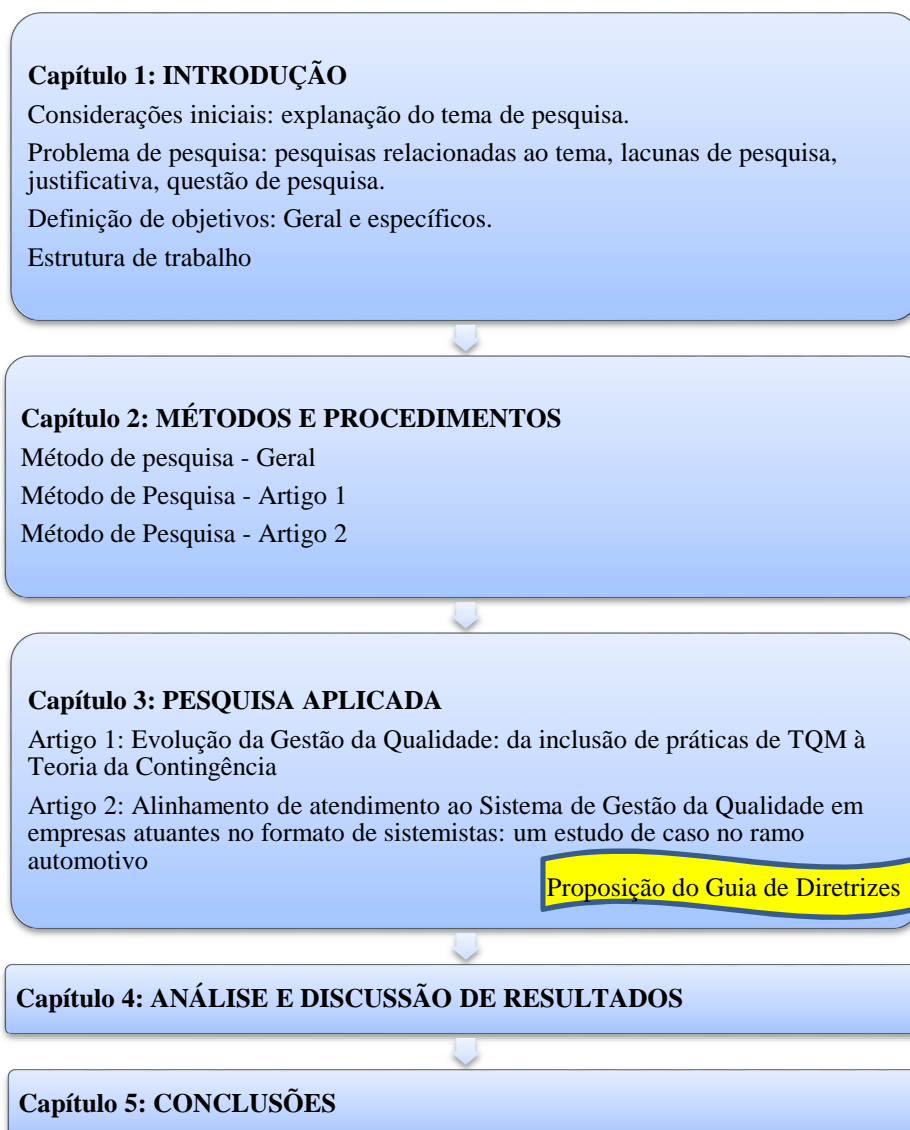 Capítulo 1: INTRODUÇÃO
Considerações iniciais: explanação do tema de pesquisa.
Problema de pesquisa: pesquisas relacionadas ao tema, lacunas de pesquisa,
justificativa, questão de pesquisa.
Definição de objetivos: Geral e específicos.
Estrutura de trabalho
Capítulo 2: MÉTODOS E PROCEDIMENTOS
Método de pesquisa - Geral
Método de Pesquisa - Artigo 1
Método de Pesquisa - Artigo 2
Capítulo 3: PESQUISA APLICADA
Artigo 1: Evolução da Gestão da Qualidade: da inclusão de práticas de TQM à
Teoria da Contingência
Artigo 2: Alinhamento de atendimento ao Sistema de Gestão da Qualidade em
empresas atuantes no formato de sistemistas: um estudo de caso no ramo
automotivo
Proposição do Guia de Diretrizes
Capítulo 4: ANÁLISE E DISCUSSÃO DE RESULTADOS
Capítulo 5: CONCLUSÕES